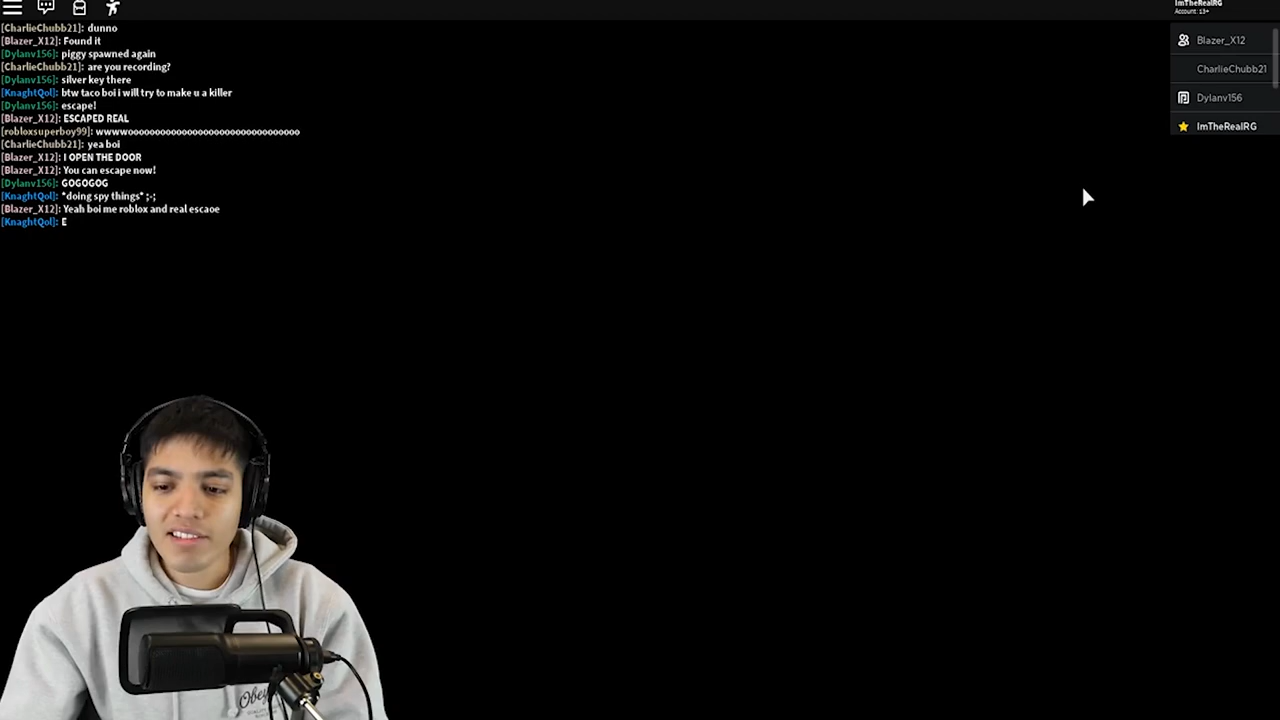 ImTheRealRG
Account: 13+
[CharlieChubb21]: dunno
[Blazer_X12]: Found it
[Dylanv156]: piggy spawned again
[CharlieChubb21]: are you recording?
[Dylanv156]: silver key there
[KnaghtQol]: btw taco boi i will try to make u a killer
[Dylanv156]: escape!
[Blazer_X12]: ESCAPED REAL
[robloxsuperboy99]: wwwwoooooooooooooooooooooooooooooooo
[CharlieChubb21]: yea boi
[Blazer_X12]: I OPEN THE DOOR
[Blazer_X12]: You can escape now!
[Dylanv156]: GOGOGOG
[KnaghtQol]: *doing spy things* ;-;
[Blazer_X12]: Yeah boi me roblox and real escaoe
[KnaghtQol]: E
Blazer_X12
CharlieChubb21
Dylanv156
ImTheRealRG
Obey